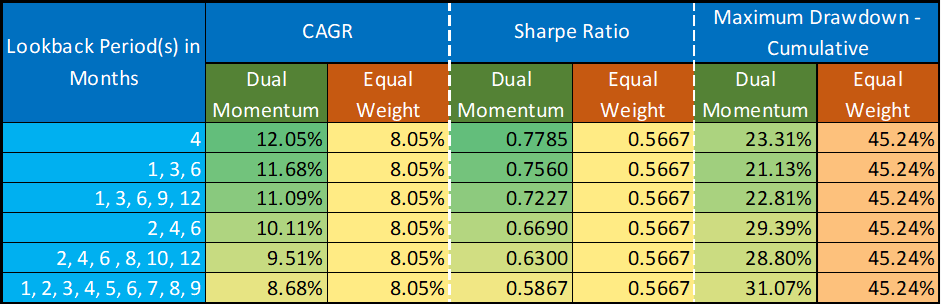 Lookback Period(s) in Months CAGR Sharpe Ratio Maximum Drawdown - Cumulative
Dual Momentum Equal Weight Dual Momentum Equal Weight Dual Momentum Equal Weight
4 12.05% 8.05% 0.7785 0.5667 23.31% 45.24%
1, 3, 6 11.68% 8.05% 0.7560 0.5667 21.13% 45.24%
1, 3, 6, 9, 12 11.09% 8.05% 0.7227 0.5667 22.81% 45.24%
2, 4, 6 10.11% 8.05% 0.6690 0.5667 29.39% 45.24%
2, 4, 6 , 8, 10, 12 9.51% 8.05% 0.6300 0.5667 28.80% 45.24%
1, 2, 3, 4, 5, 6, 7, 8, 9 8.68% 8.05% 0.5867 0.5667 31.07% 45.24%